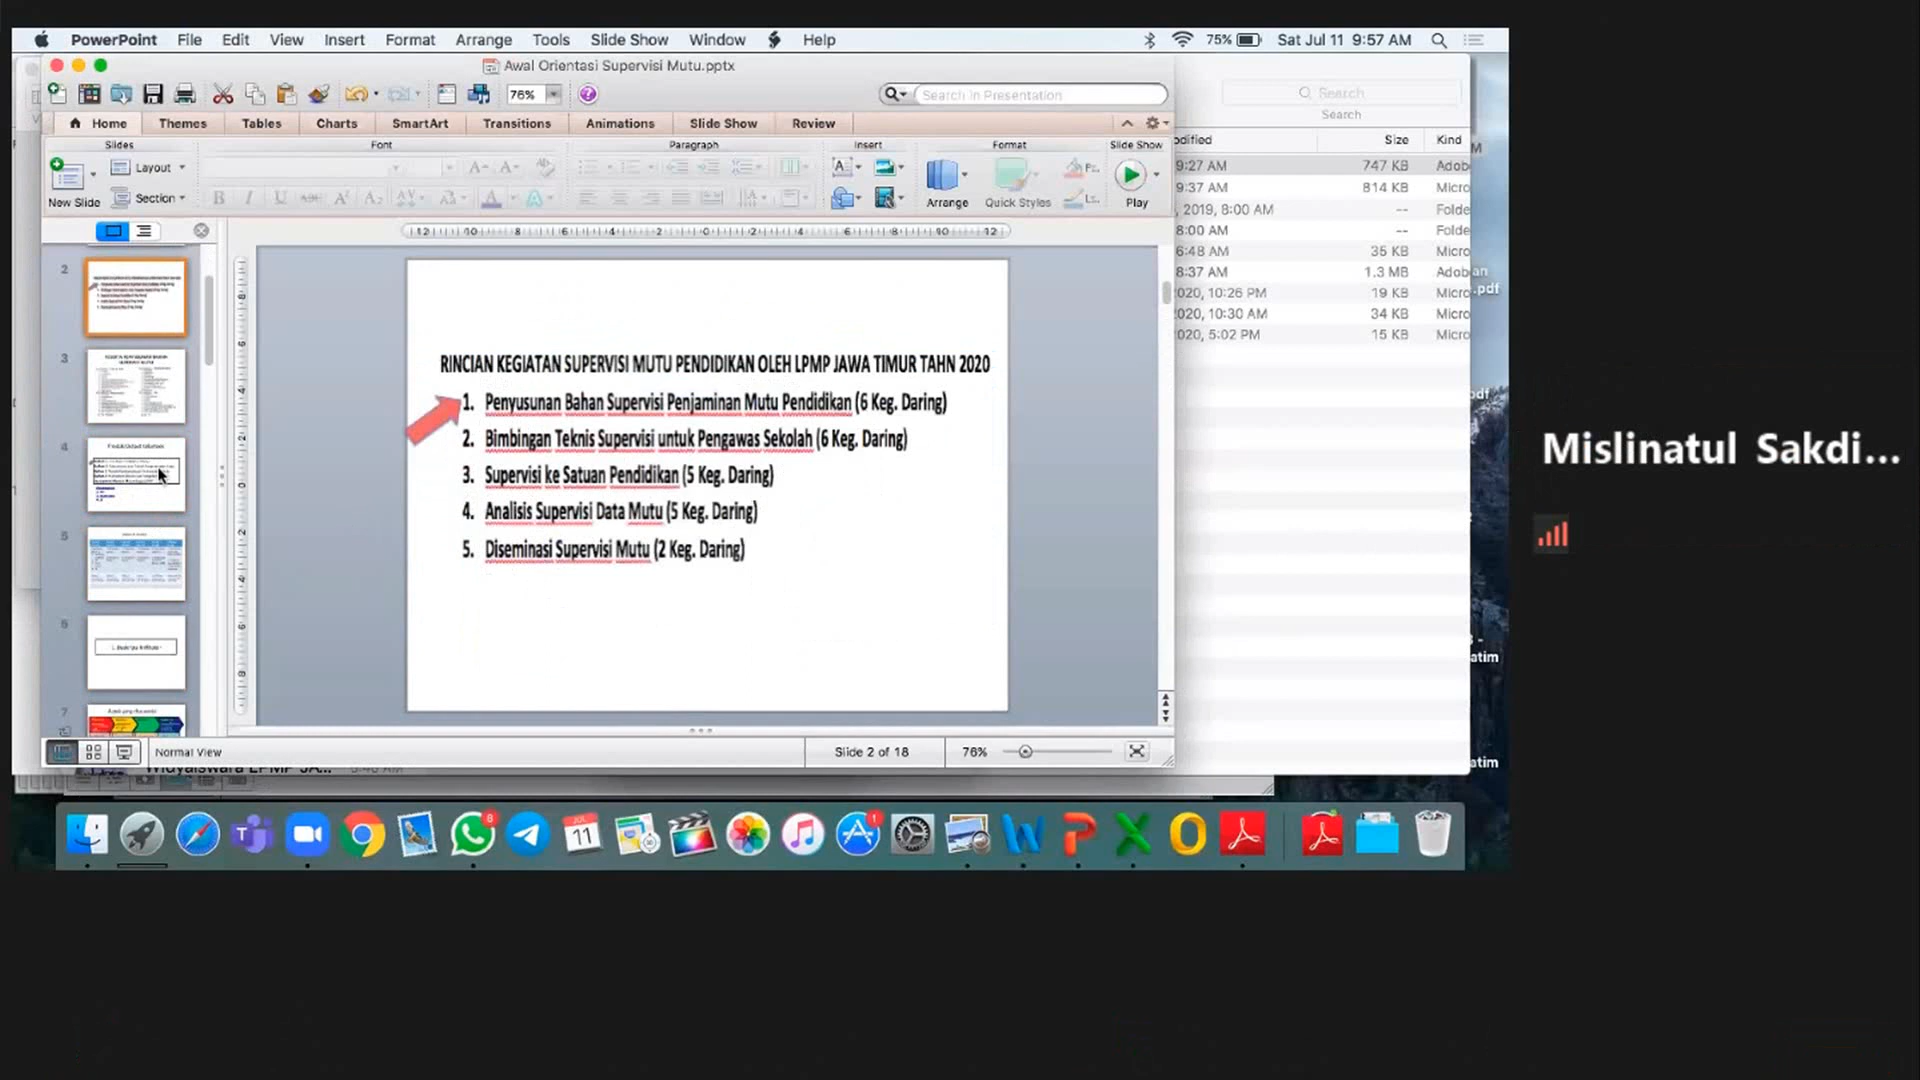 PowerPoint File Edit View Insert Format Arrange Tools Slide Show Window Help 75% Sat Jul 11 9:57 AM
Awal Orientasi Supervisi Mutu.pptx
76% Search in Presentation
Home Themes Tables Charts SmartArt Transitions Animations Slide Show Review
Slides Font Paragraph Insert Format Slide Show
Layout
Section
New Slide Arrange Quick Styles Play
Search
Search
Size Kind
9:27 AM 747 KB
9:37 AM 814 KB
2019, 8:00 AM --
8:00 AM --
6:48 AM 35 KB
8:37 AM 1.3 MB
10:26 PM 19 KB
10:30 AM 34 KB
5:02 PM 15 KB
.pdf
2
3
4
5
6
7
RINCIAN KEGIATAN SUPERVISI MUTU PENDIDIKAN OLEH LPMP JAWA TIMUR TAHN 2020
1. Penyusunan Bahan Supervisi Penjaminan Mutu Pendidikan (6 Keg. Daring)
2. Bimbingan Teknis Supervisi untuk Pengawas Sekolah (6 Keg. Daring)
3. Supervisi ke Satuan Pendidikan (5 Keg. Daring)
4. Analisis Supervisi Data Mutu (5 Keg. Daring)
5. Diseminasi Supervisi Mutu (2 Keg. Daring)
Normal View Slide 2 of 18 76%
Mislinatul Sakdi...